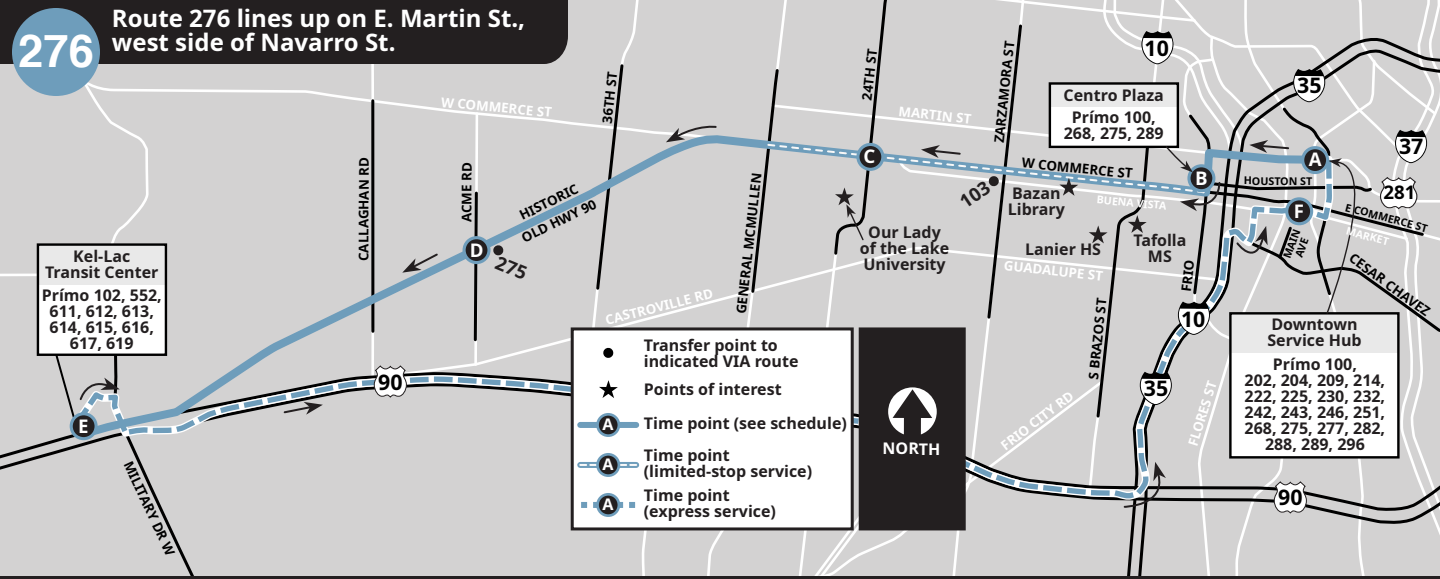 276
Route 276 lines up on E. Martin St.,
west side of Navarro St.
W COMMERCE ST
36TH ST
24TH ST
ZARZAMORA ST
MARTIN ST
10
35
37
281
Centro Plaza
Prímo 100,
268, 275, 289
CALLAGHAN RD
ACME RD
HISTORIC
OLD HWY 90
GENERAL MCMULLEN
C
W COMMERCE ST
B
A
HOUSTON ST
103
Bazan
Library
BUENA VISTA
F
E COMMERCE ST
MARKET
MAIN
AVE
CESAR CHAVEZ
D
275
Our Lady
of the Lake
University
Lanier HS
Tafolla
MS
GUADALUPE ST
FRIO
CASTROVILLE RD
S BRAZOS ST
10
35
FRIO CITY RD
FLORES ST
Kel-Lac
Transit Center
Prímo 102, 552,
611, 612, 613,
614, 615, 616,
617, 619
E
90
MILITARY DR W
Transfer point to
indicated VIA route
Points of interest
A
Time point (see schedule)
A
Time point
(limited-stop service)
A
Time point
(express service)
NORTH
Downtown
Service Hub
Prímo 100,
202, 204, 209, 214,
222, 225, 230, 232,
242, 243, 246, 251,
268, 275, 277, 282,
288, 289, 296
90